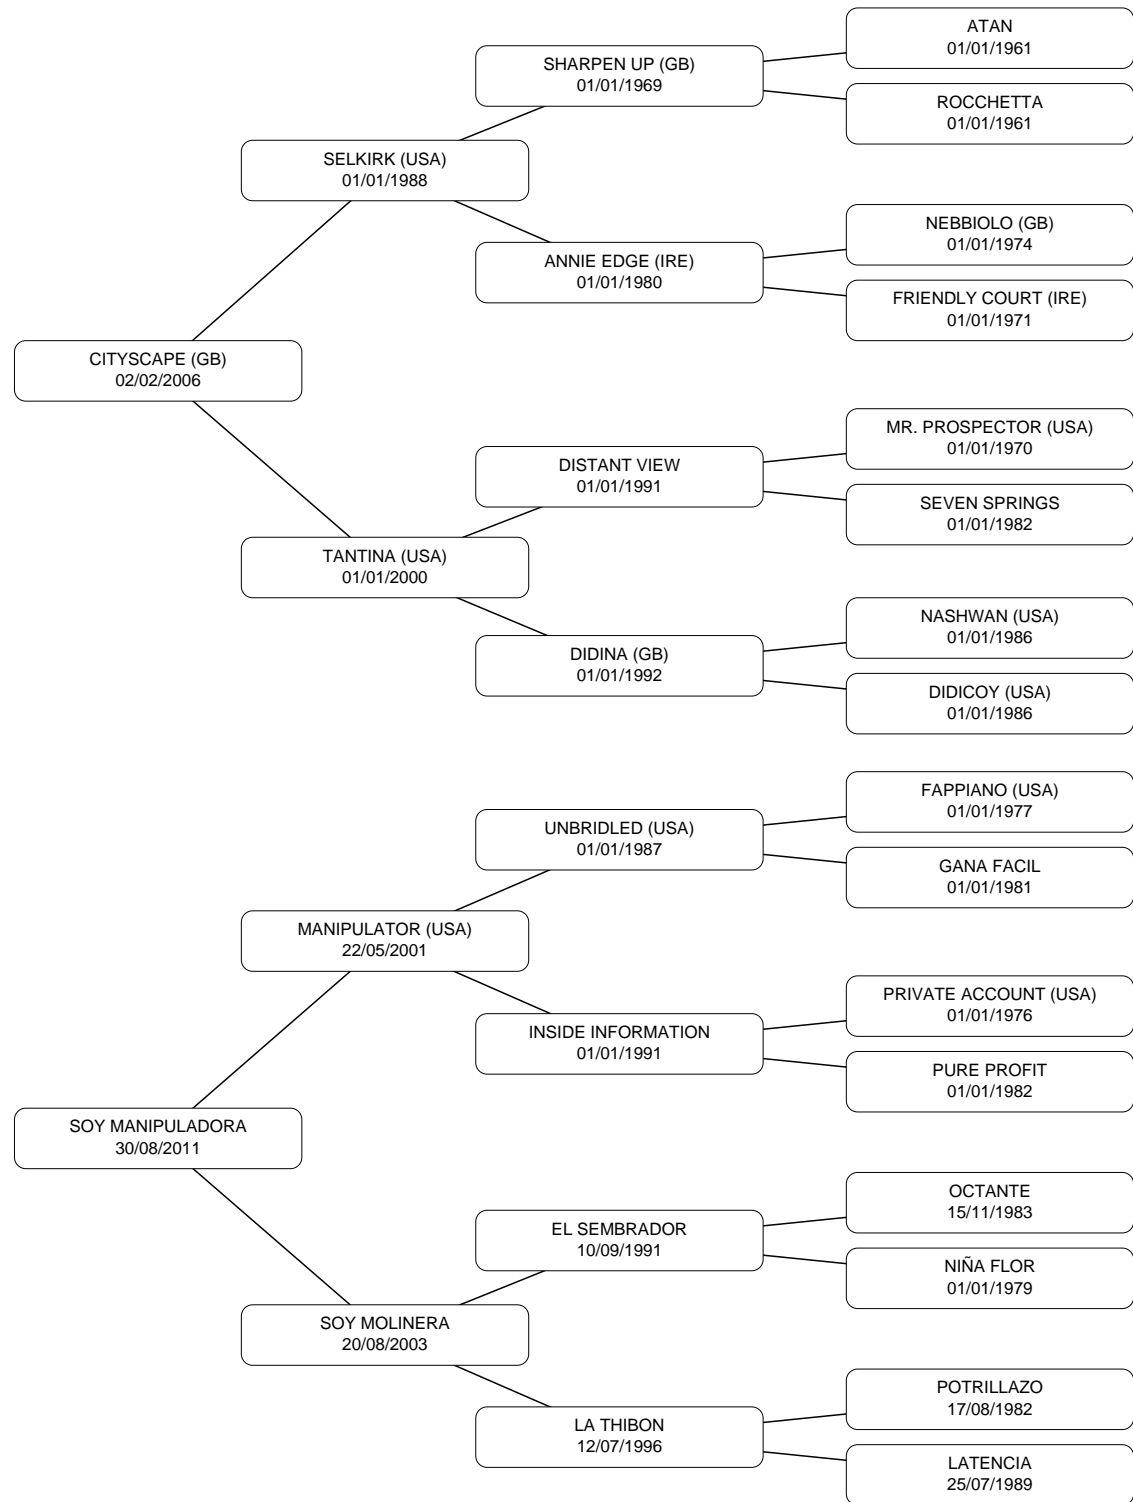 ATAN
01/01/1961
SHARPEN UP (GB)
01/01/1969
ROCCHETTA
01/01/1961
SELKIRK (USA)
01/01/1988
NEBBIOLO (GB)
01/01/1974
ANNIE EDGE (IRE)
01/01/1980
FRIENDLY COURT (IRE)
01/01/1971
CITYSCAPE (GB)
02/02/2006
MR. PROSPECTOR (USA)
01/01/1970
DISTANT VIEW
01/01/1991
SEVEN SPRINGS
01/01/1982
TANTINA (USA)
01/01/2000
NASHWAN (USA)
01/01/1986
DIDINA (GB)
01/01/1992
DIDICOY (USA)
01/01/1986
FAPPIANO (USA)
01/01/1977
UNBRIDLED (USA)
01/01/1987
GANA FACIL
01/01/1981
MANIPULATOR (USA)
22/05/2001
PRIVATE ACCOUNT (USA)
01/01/1976
INSIDE INFORMATION
01/01/1991
PURE PROFIT
01/01/1982
SOY MANIPULADORA
30/08/2011
OCTANTE
15/11/1983
EL SEMBRADOR
10/09/1991
NIÑA FLOR
01/01/1979
SOY MOLINERA
20/08/2003
POTRILLAZO
17/08/1982
LA THIBON
12/07/1996
LATENCIA
25/07/1989